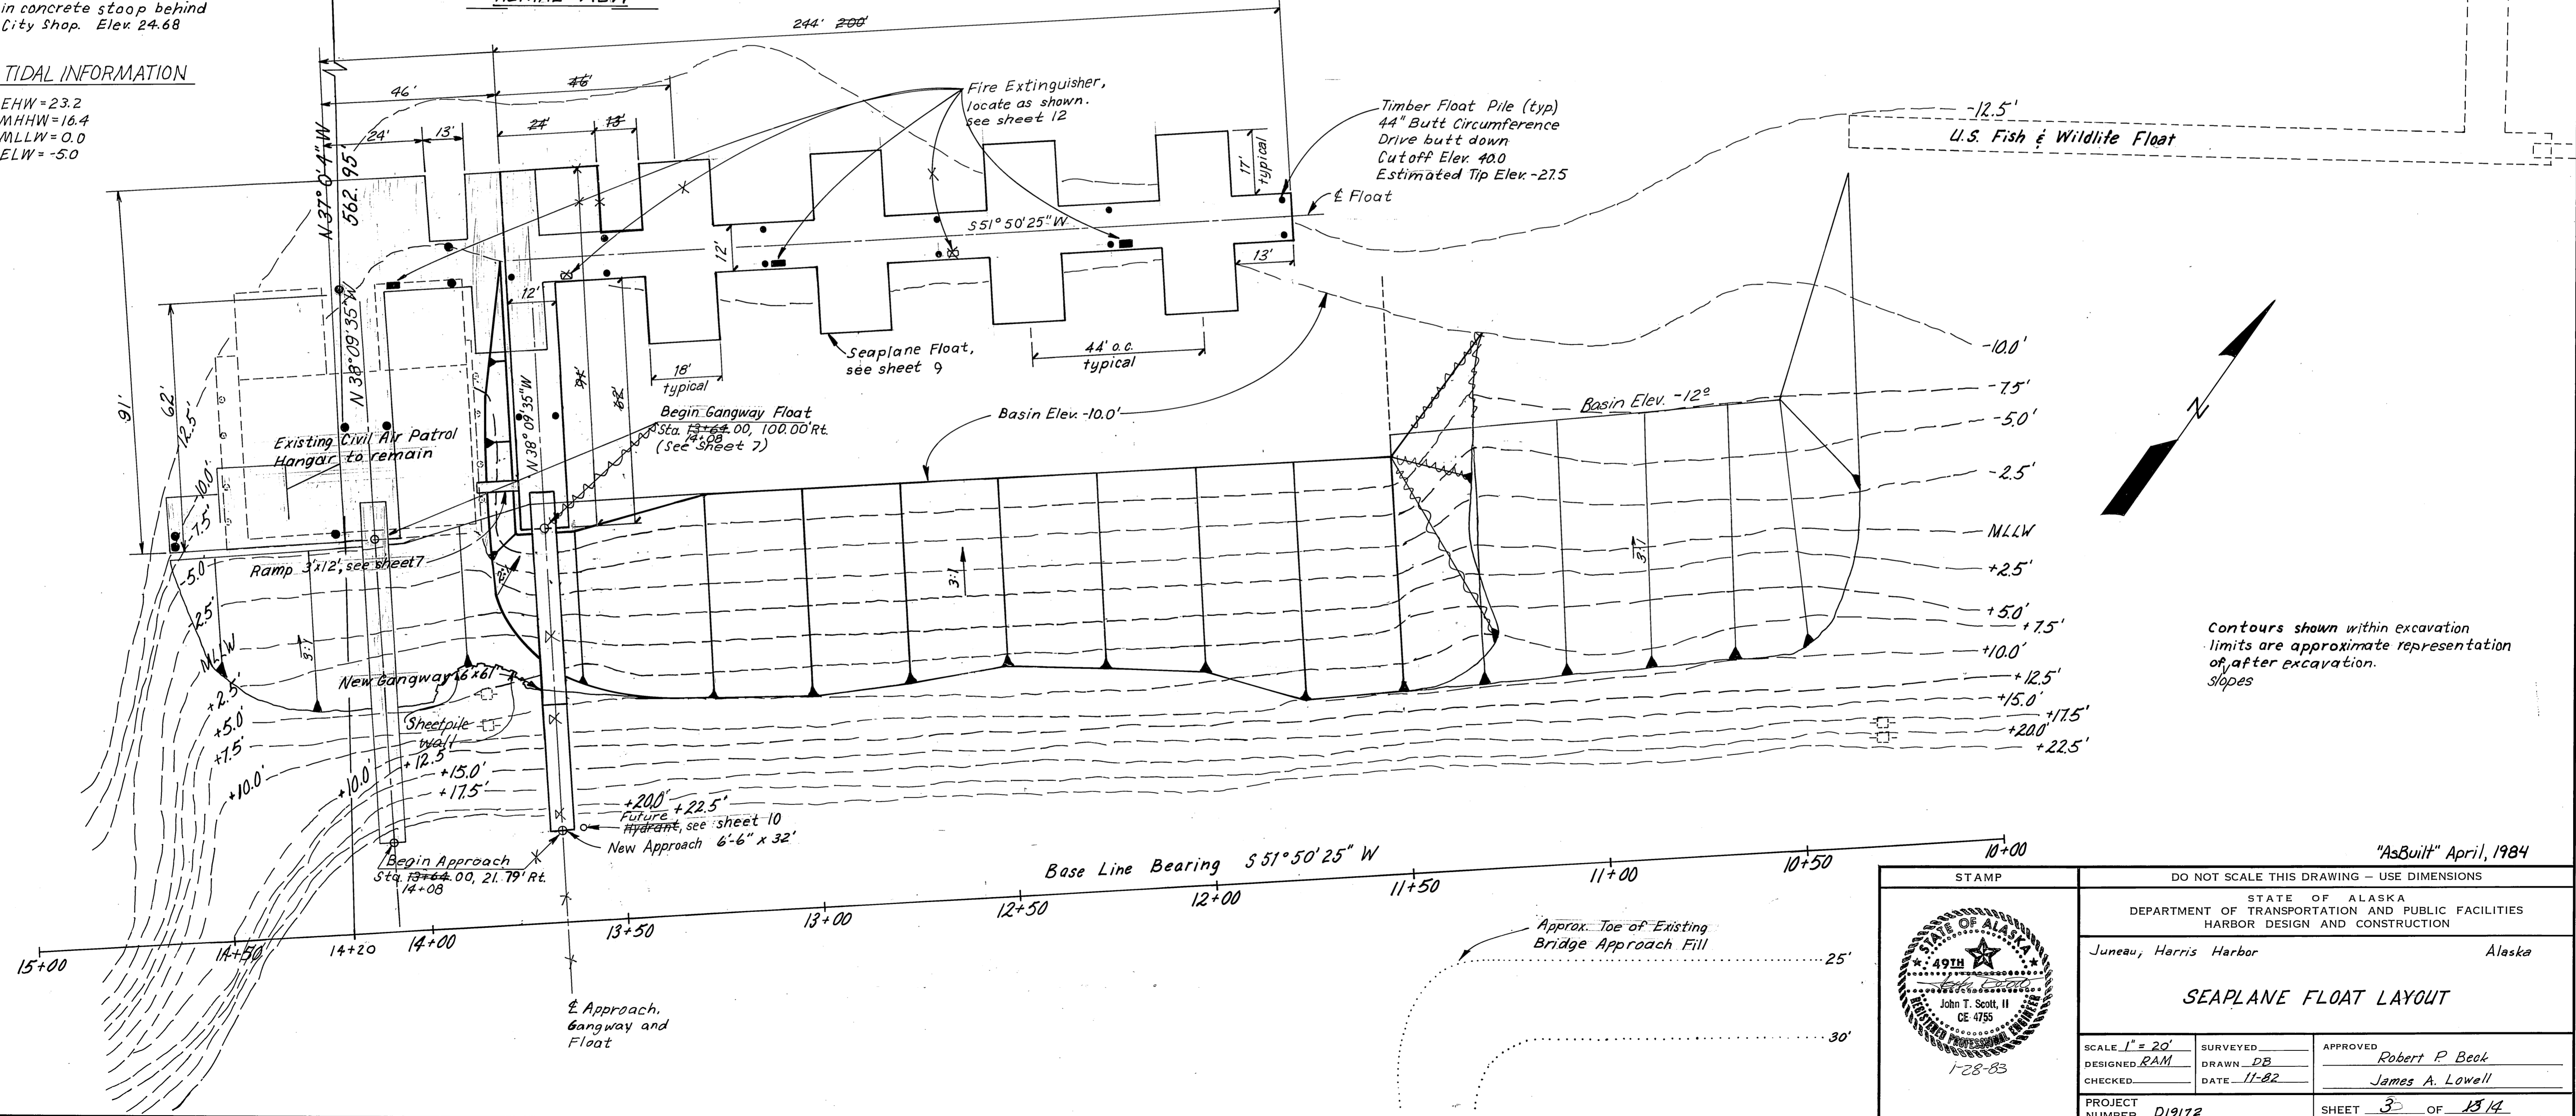 in concrete stoop behind
City Shop. Elev. 24.68
TIDAL INFORMATION
EHW = 23.2
MHHW = 16.4
MLLW = 0.0
ELW = -5.0
AERIAL VIEW
244' 200'
46'
46'
24'
13'
24'
13'
N 37° 0' 4" W
562.95'
Fire Extinguisher,
locate as shown.
see sheet 12
Timber Float Pile (typ)
44" Butt Circumference
Drive butt down
Cutoff Elev. 40.0
Estimated Tip Elev. -27.5
17'
typical
℄ Float
S 51° 50' 25" W
12'
13'
12'
-12.5'
U.S. Fish & Wildlife Float
91'
62'
N 38° 09' 35" W
N 38° 09' 35" W
91'
62'
18'
typical
Seaplane Float,
see sheet 9
44' o.c.
typical
Begin Gangway Float
Sta. 13+64.00, 100.00' Rt.
14+08
(See Sheet 7)
Basin Elev. -10.0'
Basin Elev. -12°
-10.0'
-7.5'
-5.0'
-2.5'
MLLW
+2.5'
+5.0'
+7.5'
+10.0'
+12.5'
+15.0'
+17.5'
+20.0'
+22.5'
N
Existing Civil Air Patrol
Hangar to remain
-12.5'
-10.0'
-7.5'
-5.0
-2.5'
MLLW
+2.5'
+5.0'
+7.5'
+10.0'
Ramp 3'x12', see sheet 7
3:1
2:1
3:1
3:1
New Gangway 6'x61'
Sheetpile
wall
+10.0'
+12.5
+15.0'
+17.5'
+20.0'
+22.5'
Future
Hydrant, see sheet 10
New Approach 6'-6" x 32'
Begin Approach
Sta. 13+64.00, 21.79' Rt.
14+08
Contours shown within excavation
limits are approximate representation
of, after excavation.
slopes
Base Line Bearing S 51° 50' 25" W
15+00
14+50
14+20
14+00
13+50
13+00
12+50
12+00
11+50
11+00
10+50
10+00
℄ Approach,
Gangway and
Float
Approx. Toe of Existing
Bridge Approach Fill
25'
30'
"AsBuilt" April, 1984
STAMP
STATE OF ALASKA
49TH
John T. Scott, II
CE 4755
REGISTERED PROFESSIONAL ENGINEER
1-28-83
DO NOT SCALE THIS DRAWING — USE DIMENSIONS
STATE OF ALASKA
DEPARTMENT OF TRANSPORTATION AND PUBLIC FACILITIES
HARBOR DESIGN AND CONSTRUCTION
Juneau, Harris Harbor Alaska
SEAPLANE FLOAT LAYOUT
SCALE 1" = 20'
DESIGNED RAM
CHECKED
SURVEYED
DRAWN DB
DATE 11-82
APPROVED
Robert P. Beck
James A. Lowell
PROJECT
NUMBER D19172
SHEET 3 OF 15 14